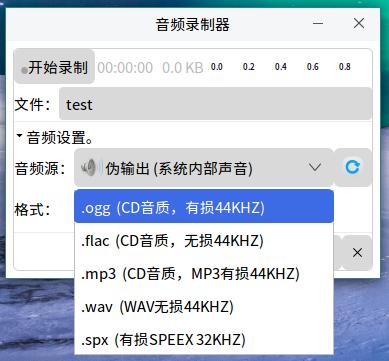 音频录制器
开始录制 00:00:00 0.0 KB 0.0 0.2 0.4 0.6 0.8
文件： test
音频设置。
音频源： 伪输出 (系统内部声音)
格式：
.ogg (CD音质，有损44KHZ)
.flac (CD音质，无损44KHZ)
.mp3 (CD音质，MP3有损44KHZ)
.wav (WAV无损44KHZ)
.spx (有损SPEEX 32KHZ)